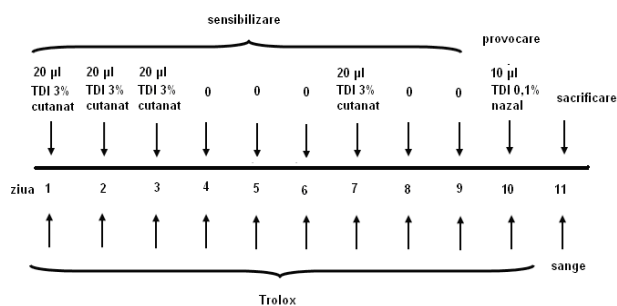 sensibilizare
provocare
20 µl
TDI 3%
cutanat
20 µl
TDI 3%
cutanat
20 µl
TDI 3%
cutanat
0
0
0
20 µl
TDI 3%
cutanat
0
0
10 µl
TDI 0,1%
nazal
sacrificare
ziua 1 2 3 4 5 6 7 8 9 10 11
sange
Trolox